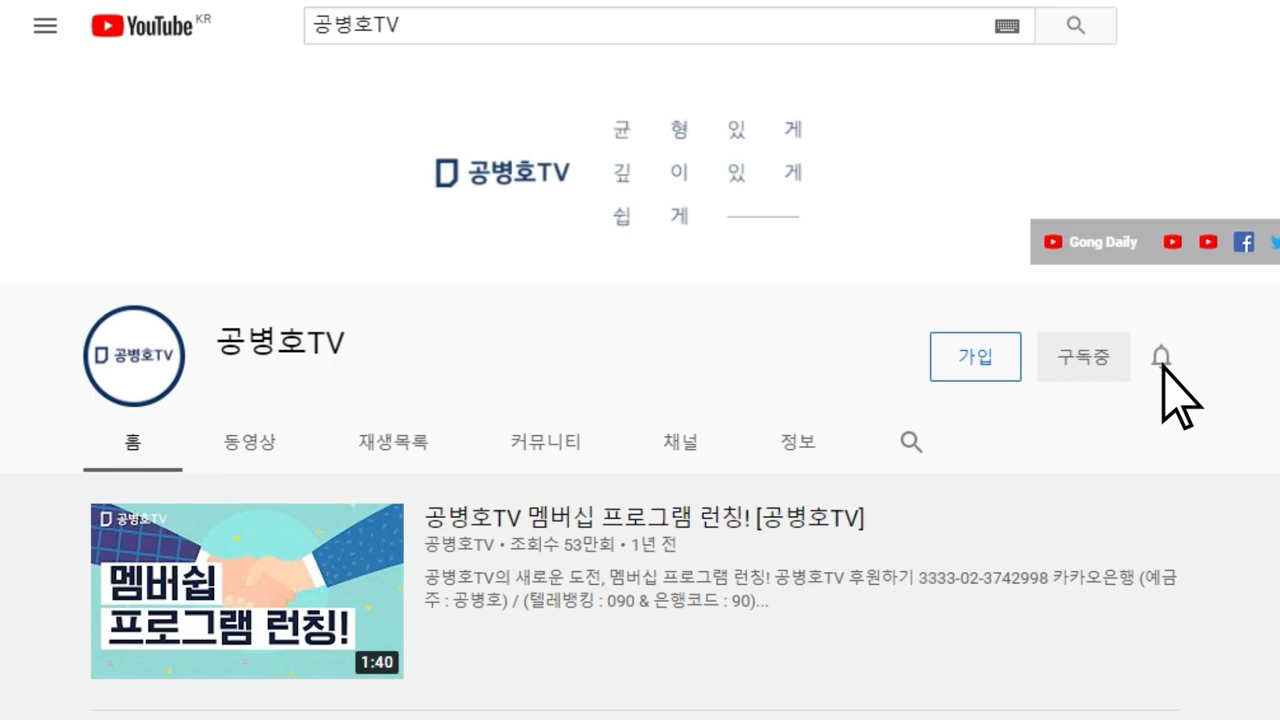 YouTube KR
공병호TV
균 형 있 게
공병호TV
깊 이 있 게
쉽 게
Gong Daily
공병호TV
공병호TV
가입
구독중
홈
동영상
재생목록
커뮤니티
채널
정보
공병호TV
멤버쉽
프로그램 런칭!
1:40
공병호TV 멤버십 프로그램 런칭! [공병호TV]
공병호TV • 조회수 53만회 • 1년 전
공병호TV의 새로운 도전, 멤버십 프로그램 런칭! 공병호TV 후원하기 3333-02-3742998 카카오은행 (예금
주 : 공병호) / (텔레뱅킹 : 090 & 은행코드 : 90)...